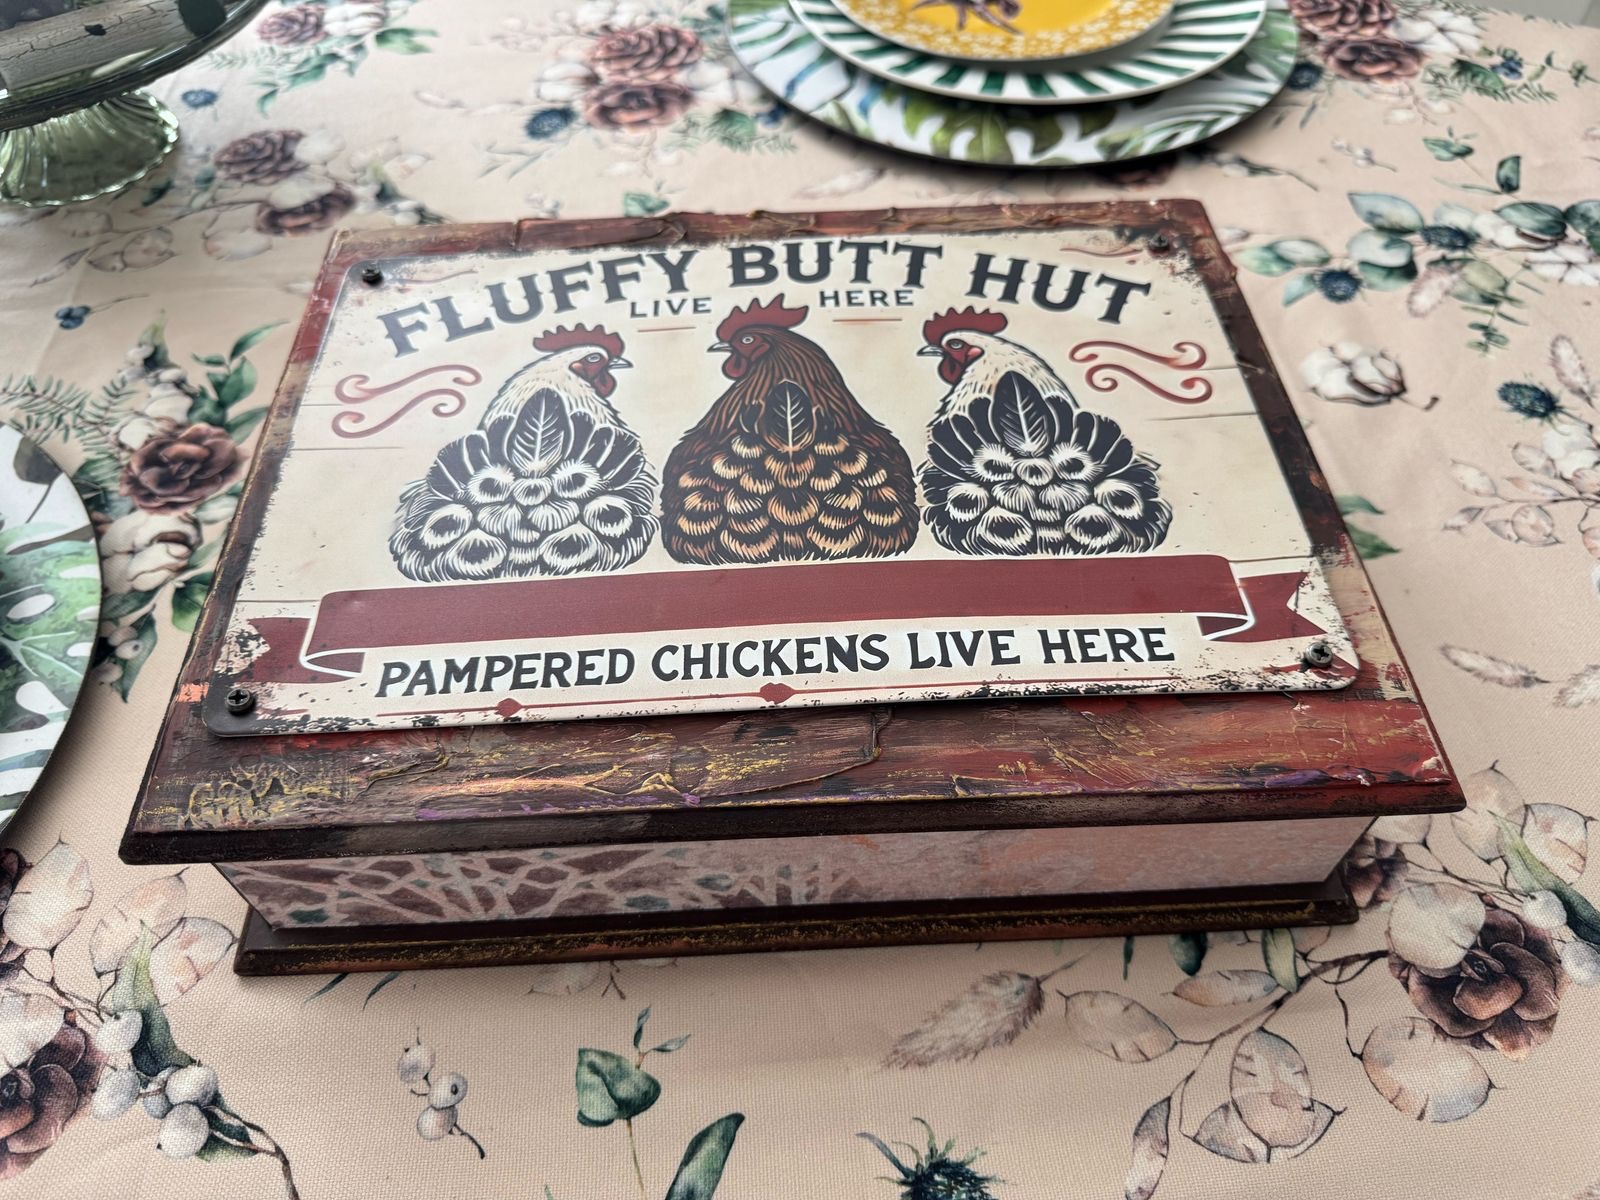 FLUFFY BUTT HUT
LIVE HERE
PAMPERED CHICKENS LIVE HERE